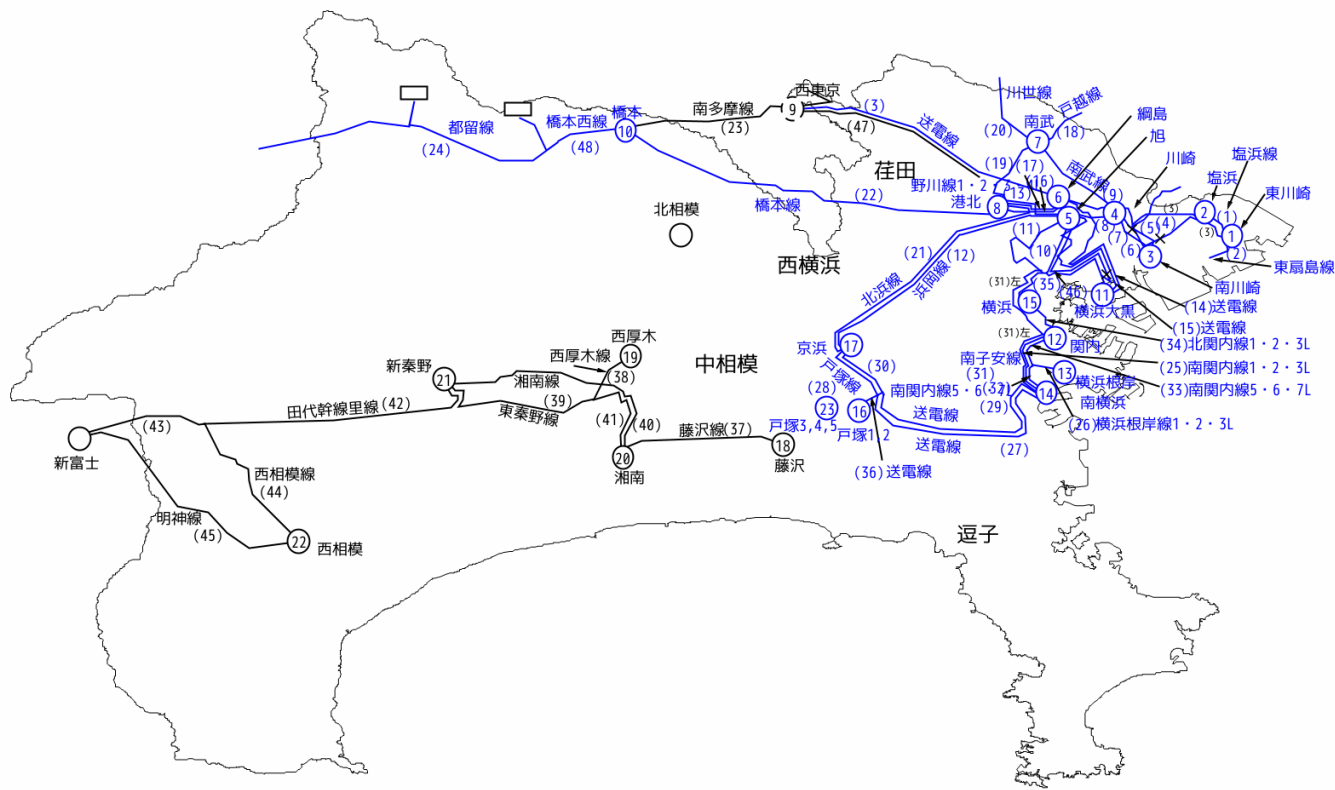 西東京
9
(3)
南多摩線
(23)
(47)
送電線
橋本
10
橋本西線
(48)
都留線
(24)
川世線
戸越線
(20)
南武
(18)
7
綱島
旭
(19)
(17)
(16)
南武線
川崎
塩浜線
塩浜
東川崎
荏田
野川線1・2・3
13
港北
8
6
5
4
(9)
(3)
2
(1)
1
(3)
(2)
東扇島線
橋本線
(22)
(11)
(10)
(8)
(7)
(5)
(4)
(6)
3
南川崎
北相模
西横浜
(21)
(12)
北浜線
浜岡線
(31)左
35
(46)
11
横浜大黒
(14)送電線
(15)送電線
横浜
15
(31)左
12
関内
(34)北関内線1・2・3L
京浜
17
南子安線
(31)
(32)
(25)南関内線1・2・3L
(30)
戸塚線
13
横浜根岸
(33)南関内線5・6・7L
(28)
23
16
南関内線5・6・7L
(29)
14
南横浜
(26)横浜根岸線1・2・3L
戸塚3,4,5
戸塚1,2
送電線
送電線
(27)
(36)送電線
西厚木
西厚木線
19
中相模
新秦野
21
湘南線
(38)
(39)
東秦野線
(41)
(40)
田代幹線里線(42)
(43)
新富士
藤沢線(37)
18
藤沢
20
湘南
西相模線
(44)
明神線
(45)
22
西相模
逗子